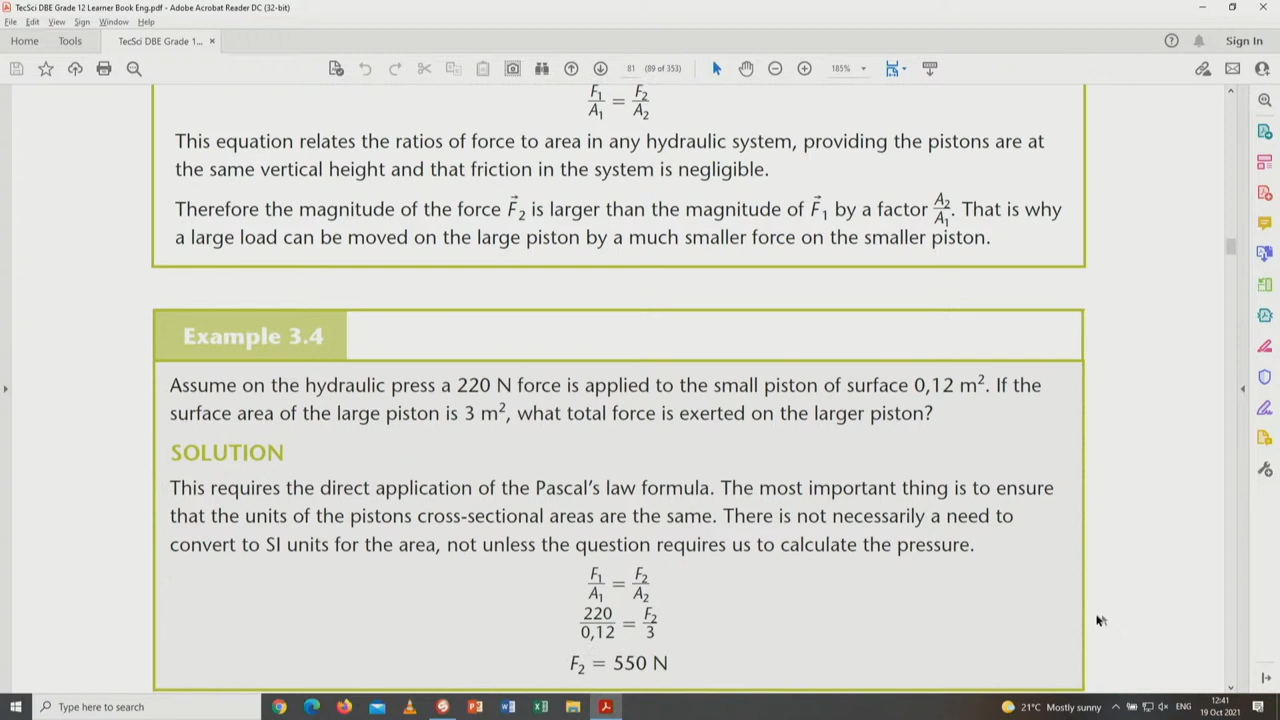 TecSci DBE Grade 12 Learner Book Eng.pdf - Adobe Acrobat Reader DC (32-bit)
File Edit View Sign Window Help
Home Tools TecSci DBE Grade 1... × Sign In
81 (89 of 353) 185%
F₁/A₁ = F₂/A₂
This equation relates the ratios of force to area in any hydraulic system, providing the pistons are at
the same vertical height and that friction in the system is negligible.
Therefore the magnitude of the force F⃗₂ is larger than the magnitude of F⃗₁ by a factor A₂/A₁. That is why
a large load can be moved on the large piston by a much smaller force on the smaller piston.
Example 3.4
Assume on the hydraulic press a 220 N force is applied to the small piston of surface 0,12 m². If the
surface area of the large piston is 3 m², what total force is exerted on the larger piston?
SOLUTION
This requires the direct application of the Pascal’s law formula. The most important thing is to ensure
that the units of the pistons cross-sectional areas are the same. There is not necessarily a need to
convert to SI units for the area, not unless the question requires us to calculate the pressure.
F₁/A₁ = F₂/A₂
220/0,12 = F₂/3
F₂ = 550 N
Type here to search 21°C Mostly sunny ENG 12:41
19 Oct 2021